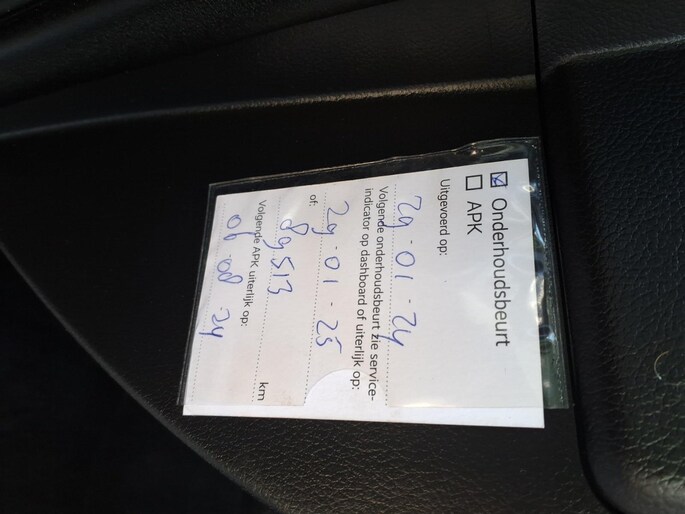 ☑ Onderhoudsbeurt
☐ APK
Uitgevoerd op:
29-01-24
Volgende onderhoudsbeurt zie service-
indicator op dashboard of uiterlijk op:
29-01-25
of:
89.513 km
Volgende APK uiterlijk op:
06-08-24